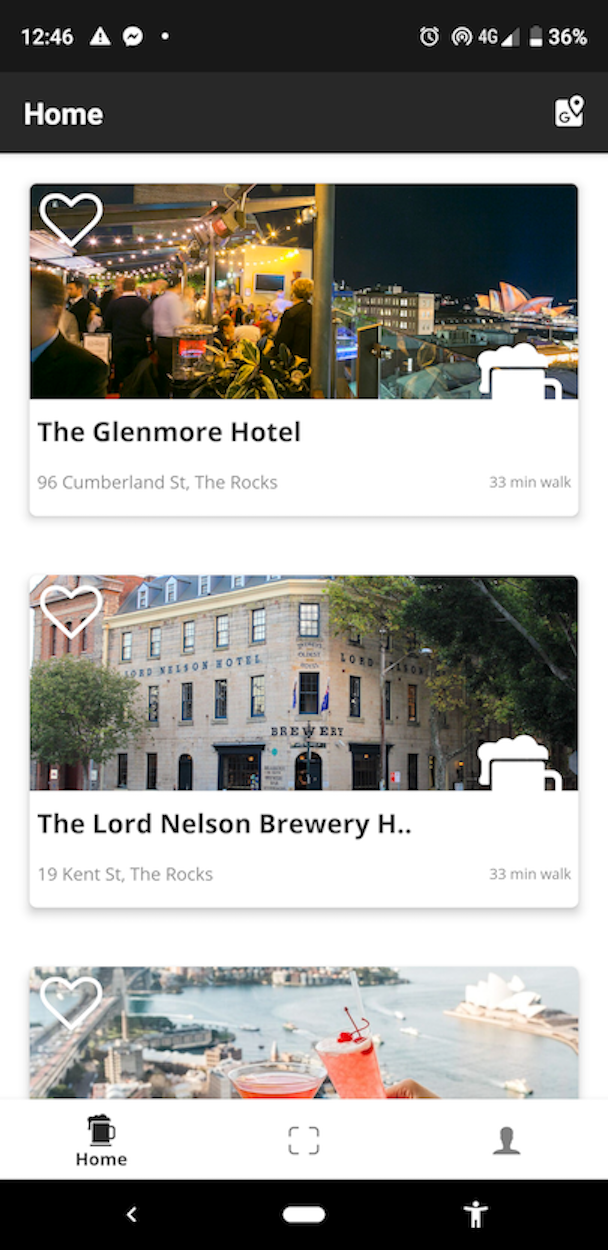 12:46
4G
36%
Home
G
The Glenmore Hotel
96 Cumberland St, The Rocks
33 min walk
LORD NELSON HOTEL
LORD NELSON
BREWERY
The Lord Nelson Brewery H..
19 Kent St, The Rocks
33 min walk
Home